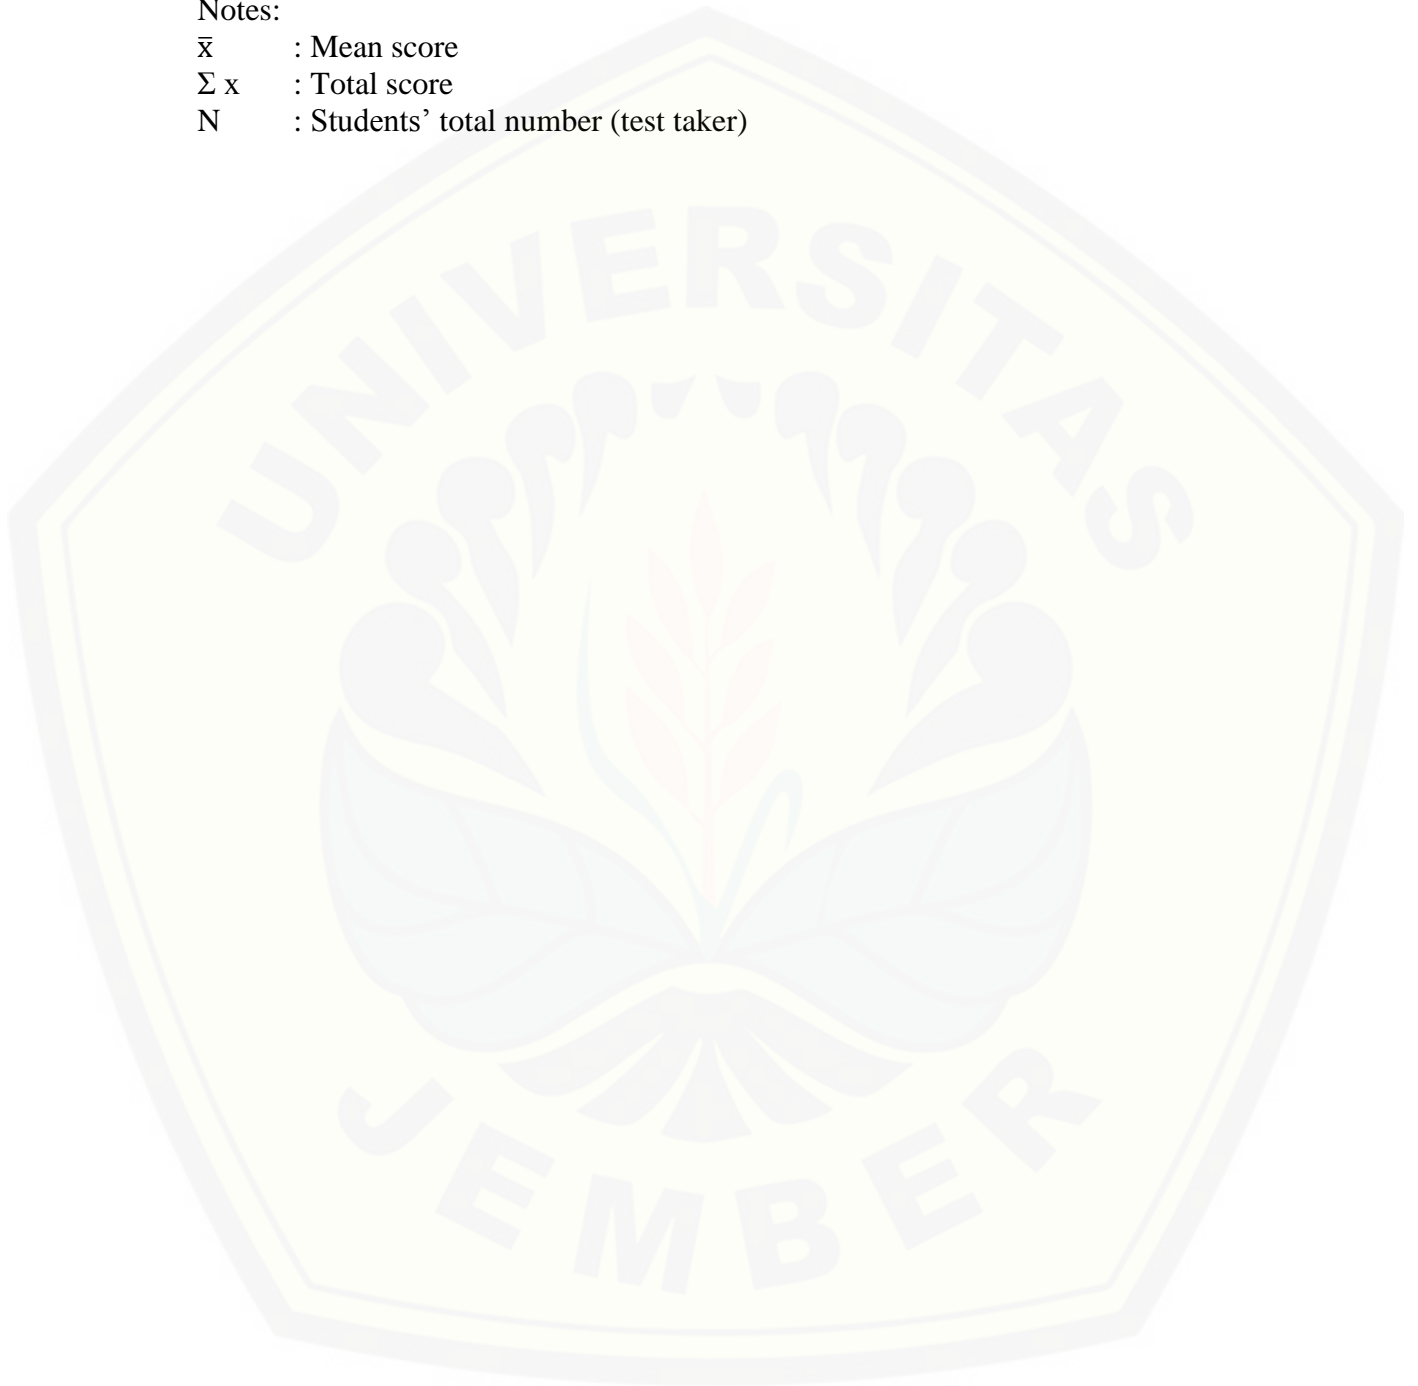 Notes:
x̄ : Mean score
Σ x : Total score
N : Students’ total number (test taker)
UNIVERSITAS
JEMBER